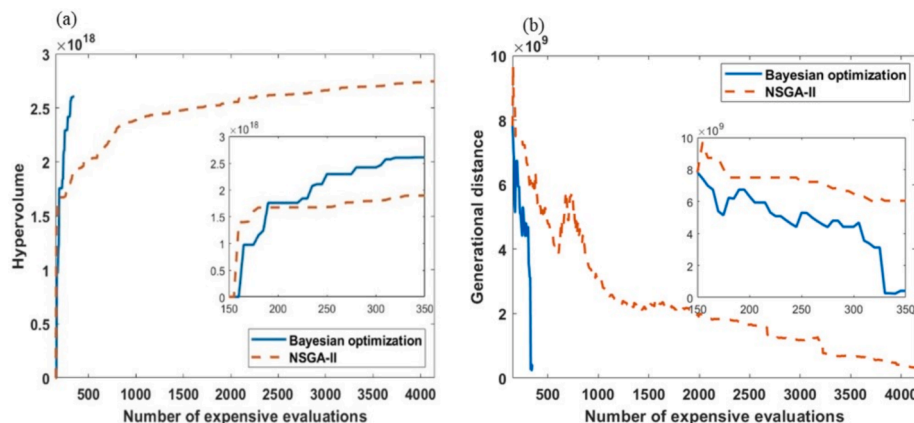 (a)
×10^18
3
2.5
2
1.5
1
0.5
0
Hypervolume
500 1000 1500 2000 2500 3000 3500 4000
Number of expensive evaluations
×10^18
3
2.5
2
1.5
1
0.5
0
150 200 250 300 350
Bayesian optimization
NSGA-II
(b)
×10^9
10
8
6
4
2
0
Generational distance
500 1000 1500 2000 2500 3000 3500 4000
Number of expensive evaluations
Bayesian optimization
NSGA-II
×10^9
10
8
6
4
2
0
150 200 250 300 350